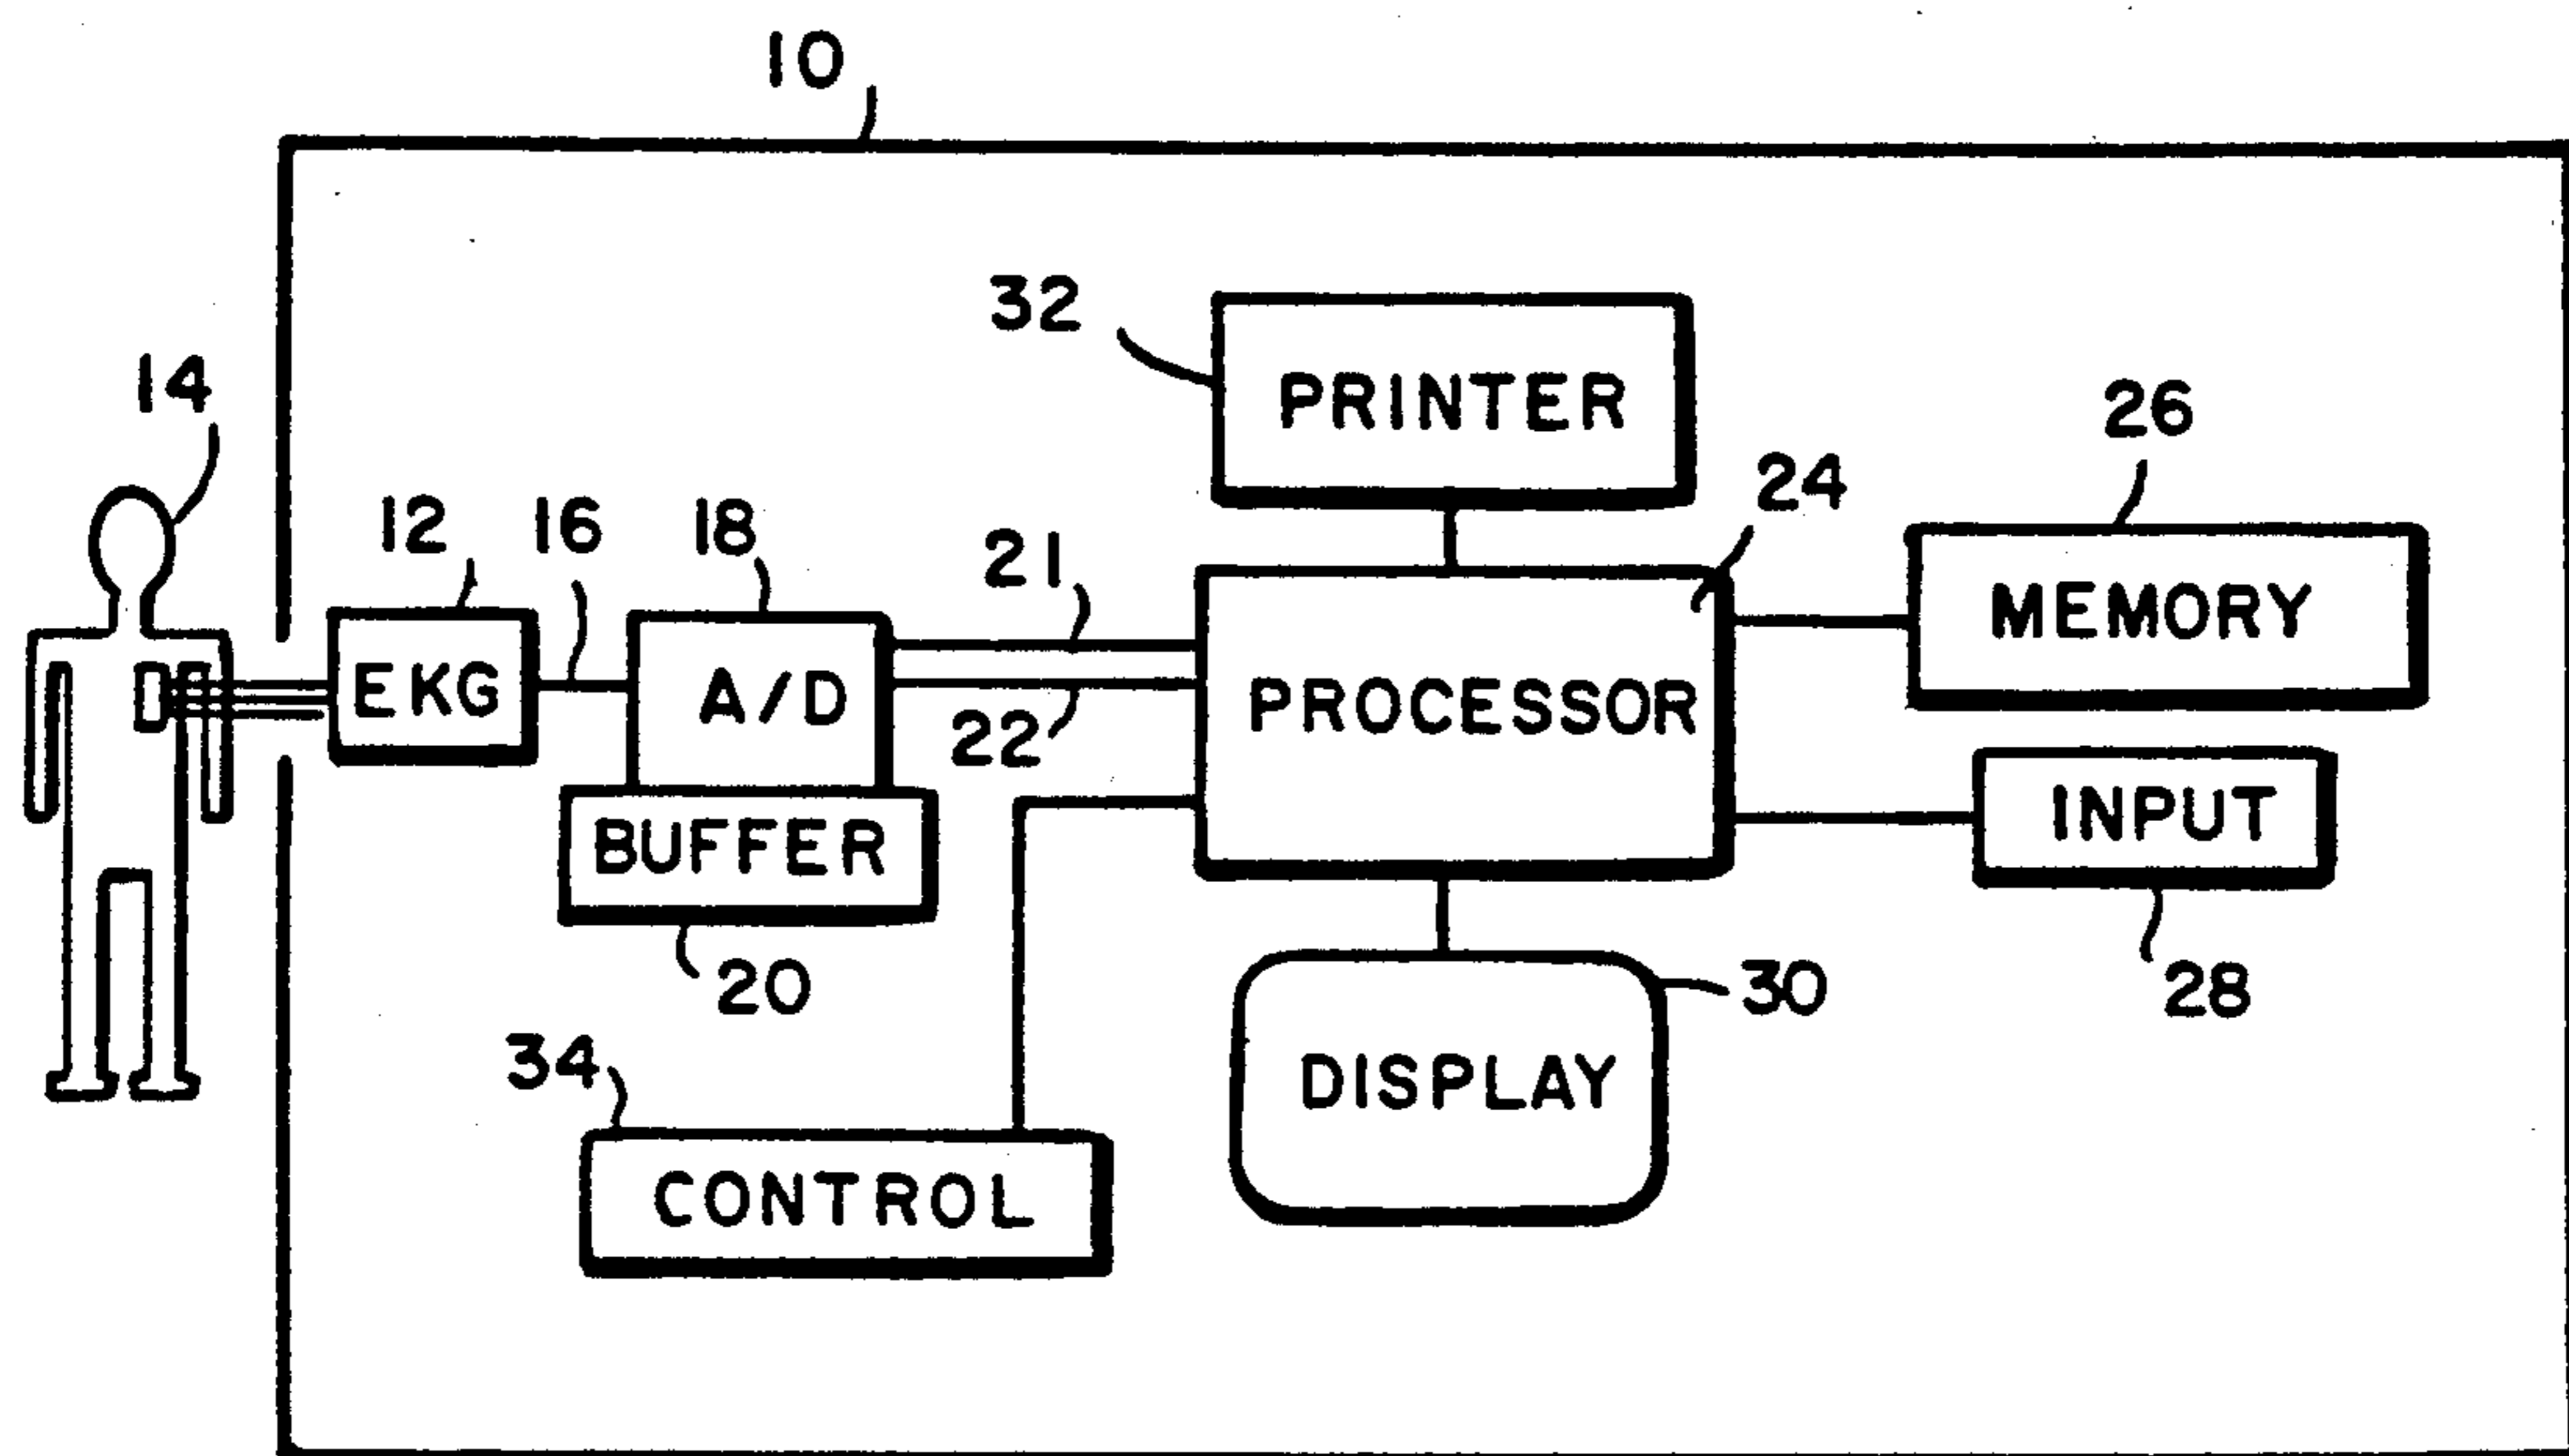 10
32
PRINTER
14
26
24
12
16
18
21
MEMORY
EKG
A/D
22
PROCESSOR
BUFFER
INPUT
20
30
28
34
DISPLAY
CONTROL